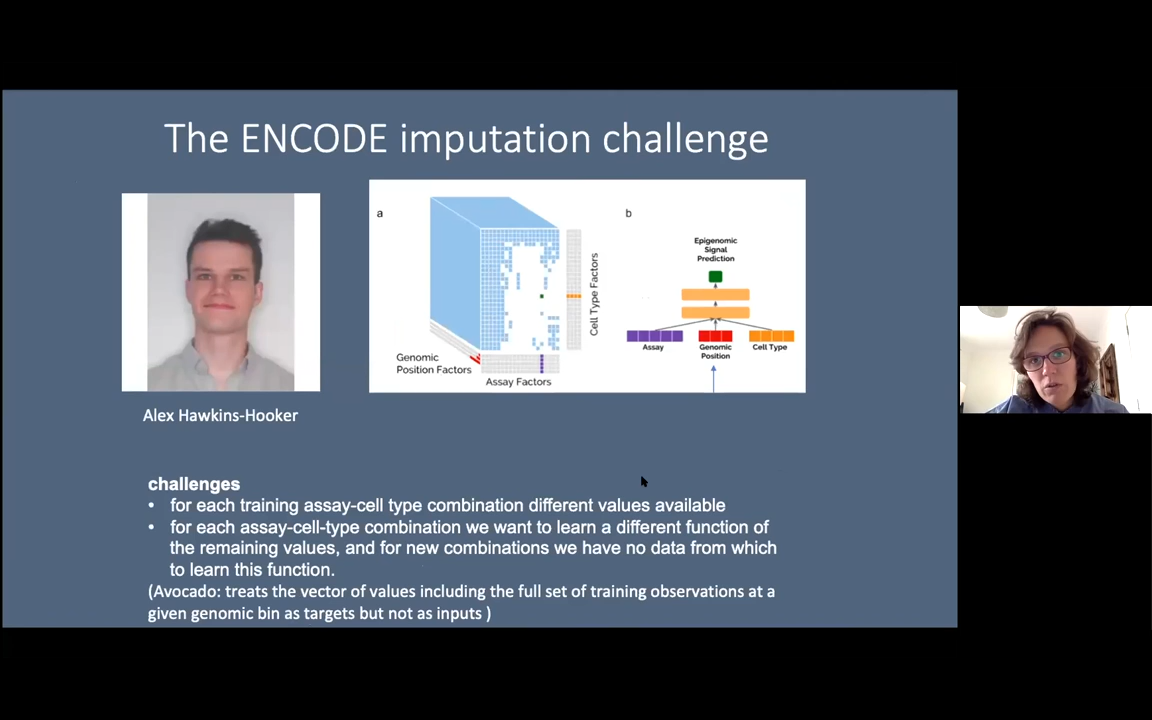 The ENCODE imputation challenge
a
b
Epigenomic
Signal
Prediction
Cell Type Factors
Assay
Genomic
Position
Cell Type
Genomic
Position Factors
Assay Factors
Alex Hawkins-Hooker
challenges
• for each training assay-cell type combination different values available
• for each assay-cell-type combination we want to learn a different function of
the remaining values, and for new combinations we have no data from which
to learn this function.
(Avocado: treats the vector of values including the full set of training observations at a
given genomic bin as targets but not as inputs )